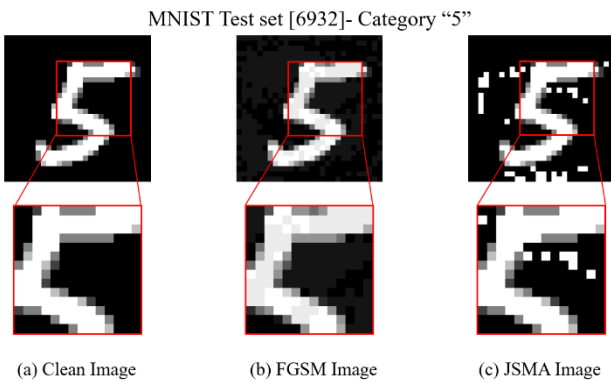 MNIST Test set [6932]- Category “5”
(a) Clean Image
(b) FGSM Image
(c) JSMA Image